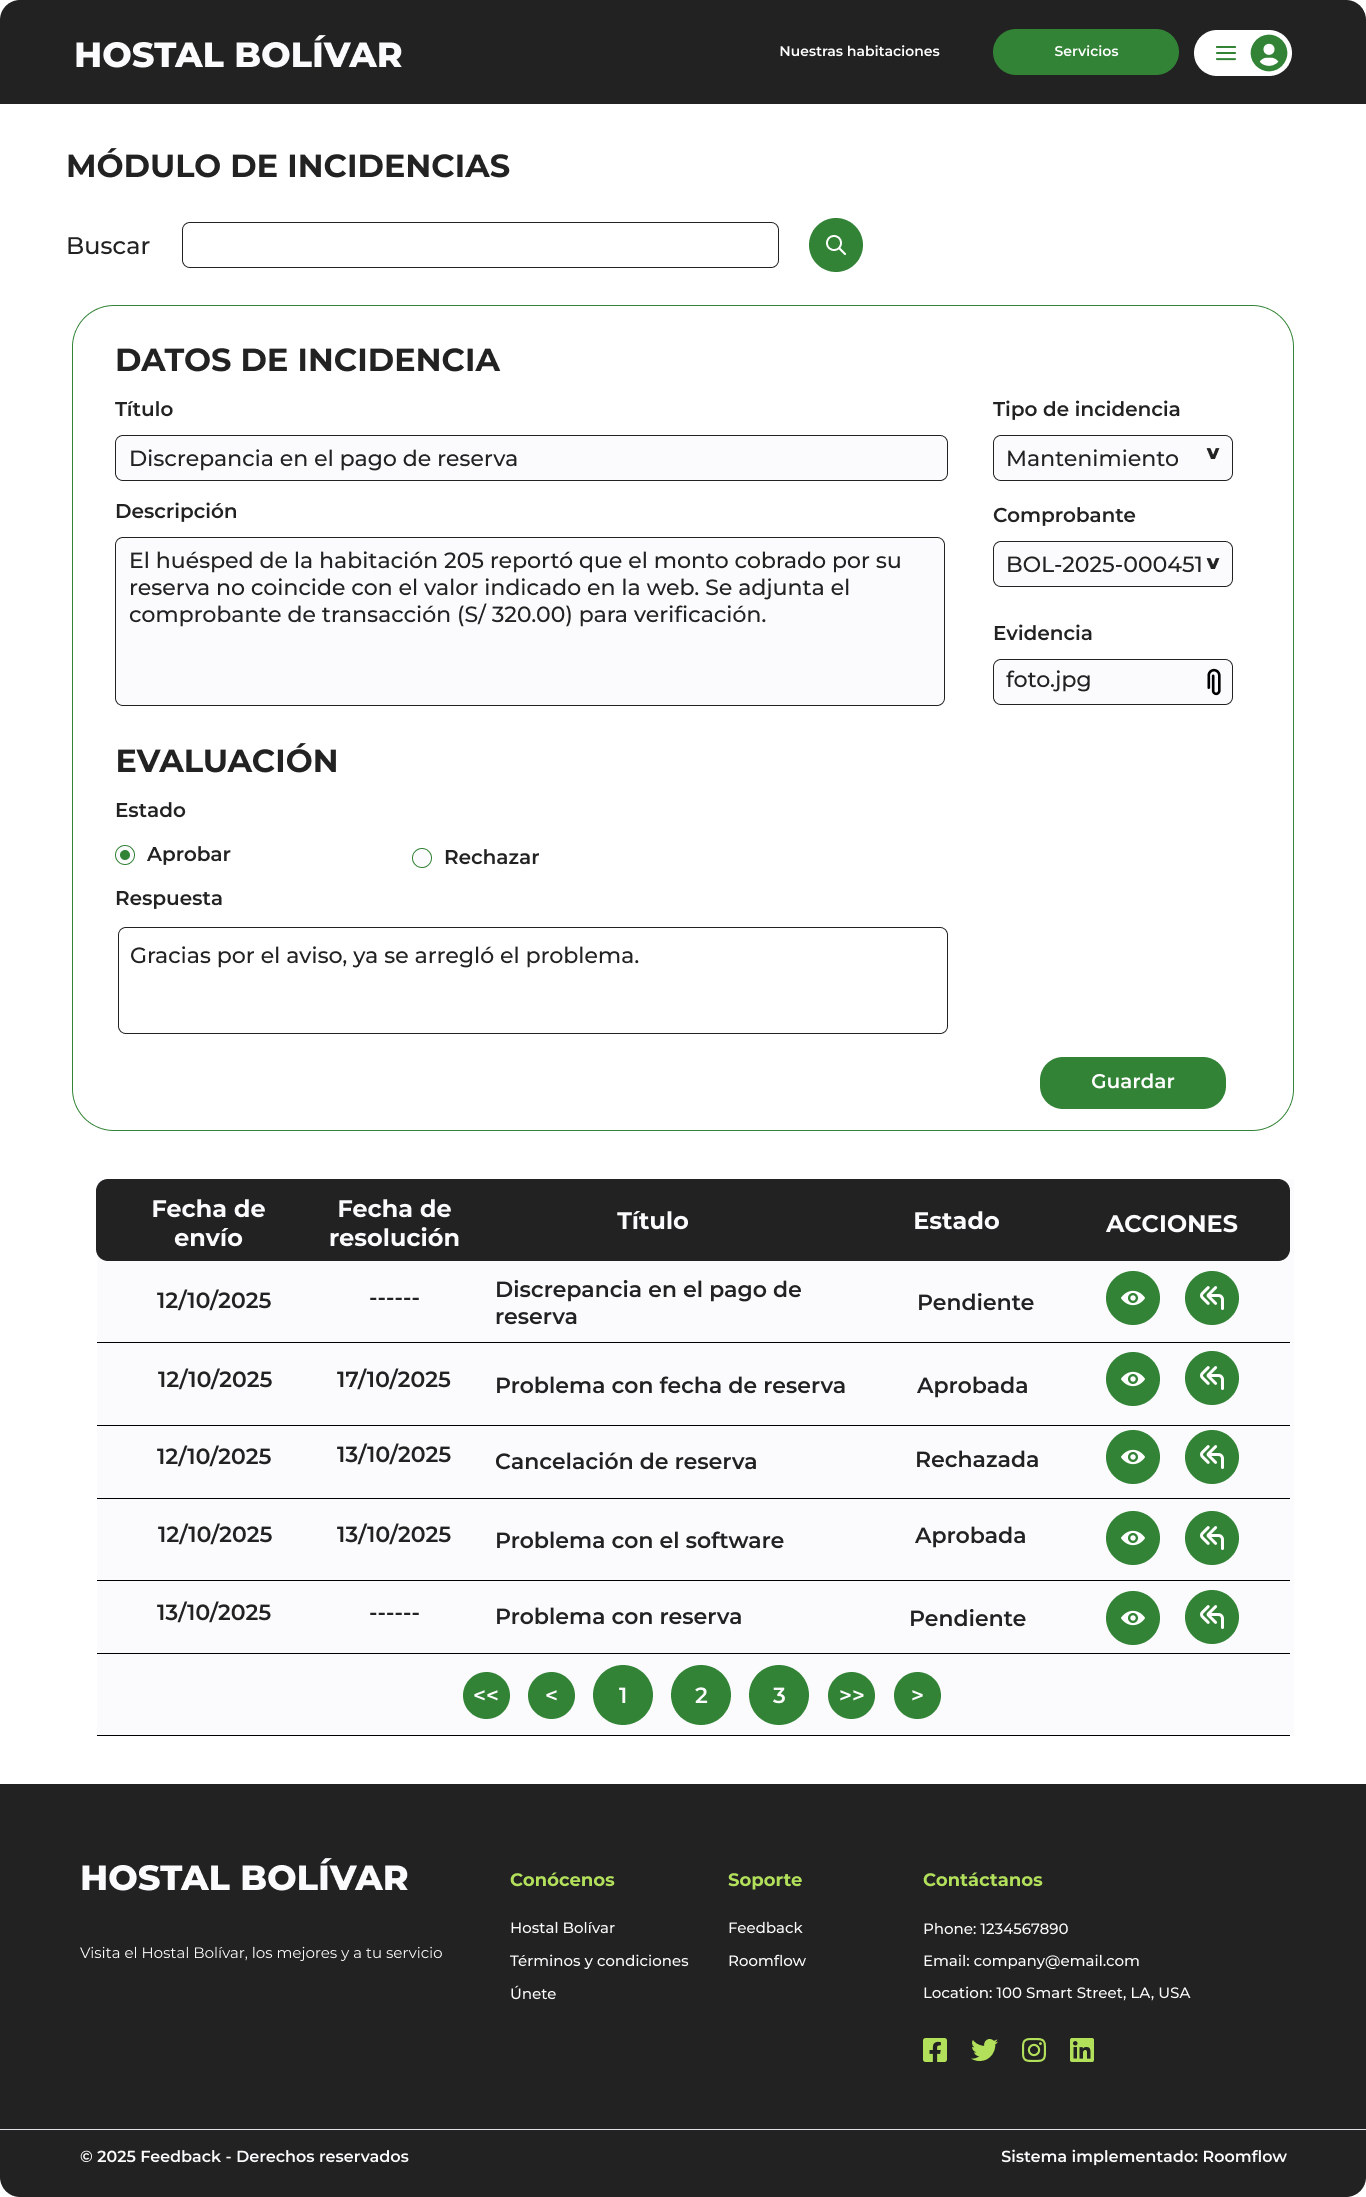 HOSTAL BOLÍVAR
Nuestras habitaciones
Servicios
MÓDULO DE INCIDENCIAS
Buscar
DATOS DE INCIDENCIA
Título
Tipo de incidencia
Discrepancia en el pago de reserva
Mantenimiento v
Descripción
Comprobante
El huésped de la habitación 205 reportó que el monto cobrado por su
reserva no coincide con el valor indicado en la web. Se adjunta el
comprobante de transacción (S/ 320.00) para verificación.
BOL-2025-000451 v
Evidencia
foto.jpg
EVALUACIÓN
Estado
Aprobar
Rechazar
Respuesta
Gracias por el aviso, ya se arregló el problema.
Guardar
Fecha de envío Fecha de resolución Título Estado ACCIONES
12/10/2025 ------ Discrepancia en el pago de reserva Pendiente
12/10/2025 17/10/2025 Problema con fecha de reserva Aprobada
12/10/2025 13/10/2025 Cancelación de reserva Rechazada
12/10/2025 13/10/2025 Problema con el software Aprobada
13/10/2025 ------ Problema con reserva Pendiente
<< < 1 2 3 >> >
HOSTAL BOLÍVAR
Visita el Hostal Bolívar, los mejores y a tu servicio
Conócenos
Hostal Bolívar
Términos y condiciones
Únete
Soporte
Feedback
Roomflow
Contáctanos
Phone: 1234567890
Email: company@email.com
Location: 100 Smart Street, LA, USA
© 2025 Feedback - Derechos reservados
Sistema implementado: Roomflow